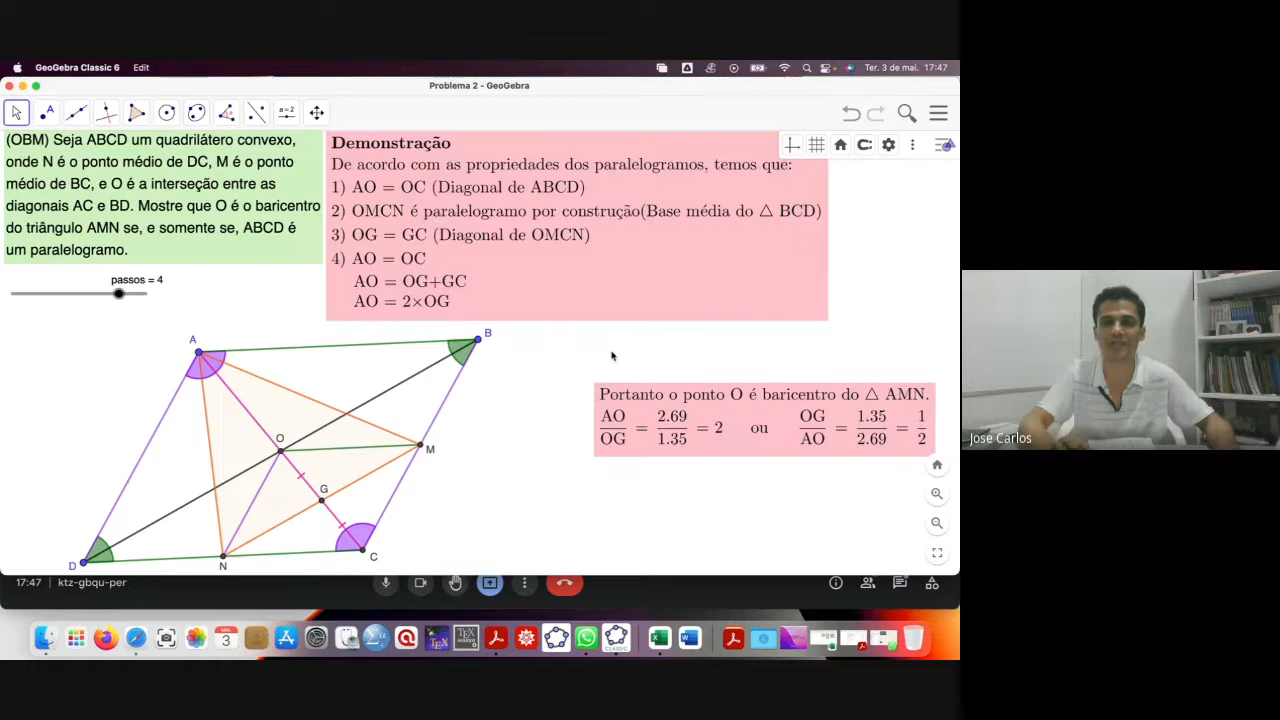 GeoGebra Classic 6 Edit
Ter. 3 de mai. 17:47
Problema 2 - GeoGebra
A
a=2
(OBM) Seja ABCD um quadrilátero convexo,
onde N é o ponto médio de DC, M é o ponto
médio de BC, e O é a interseção entre as
diagonais AC e BD. Mostre que O é o baricentro
do triângulo AMN se, e somente se, ABCD é
um paralelogramo.
passos = 4
Demonstração
De acordo com as propriedades dos paralelogramos, temos que:
1) AO = OC (Diagonal de ABCD)
2) OMCN é paralelogramo por construção(Base média do △ BCD)
3) OG = GC (Diagonal de OMCN)
4) AO = OC
AO = OG+GC
AO = 2×OG
A
B
O
M
G
C
D
N
Portanto o ponto O é baricentro do △ AMN.
AO/OG = 2.69/1.35 = 2 ou OG/AO = 1.35/2.69 = 1/2
Jose Carlos
17:47 ktz-gbqu-per
MAI
3
TEX
TEX
CLASSIC